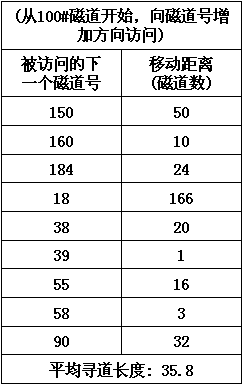 (从100#磁道开始，向磁道号增
加方向访问)
被访问的下
一个磁道号
移动距离
(磁道数)
150 50
160 10
184 24
18 166
38 20
39 1
55 16
58 3
90 32
平均寻道长度: 35.8